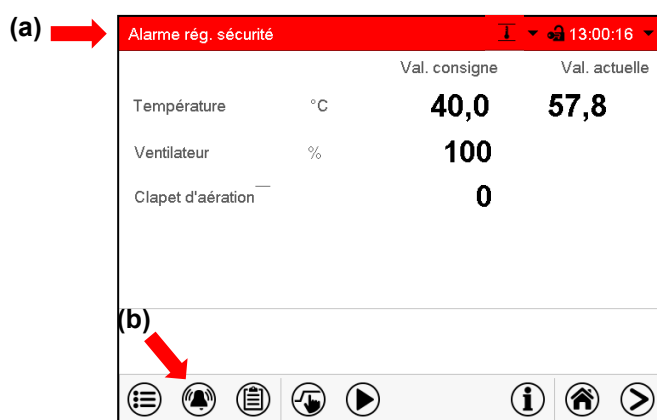 (a)
Alarme rég. sécurité 13:00:16
Val. consigne Val. actuelle
Température °C 40,0 57,8
Ventilateur % 100
Clapet d'aération 0
(b)